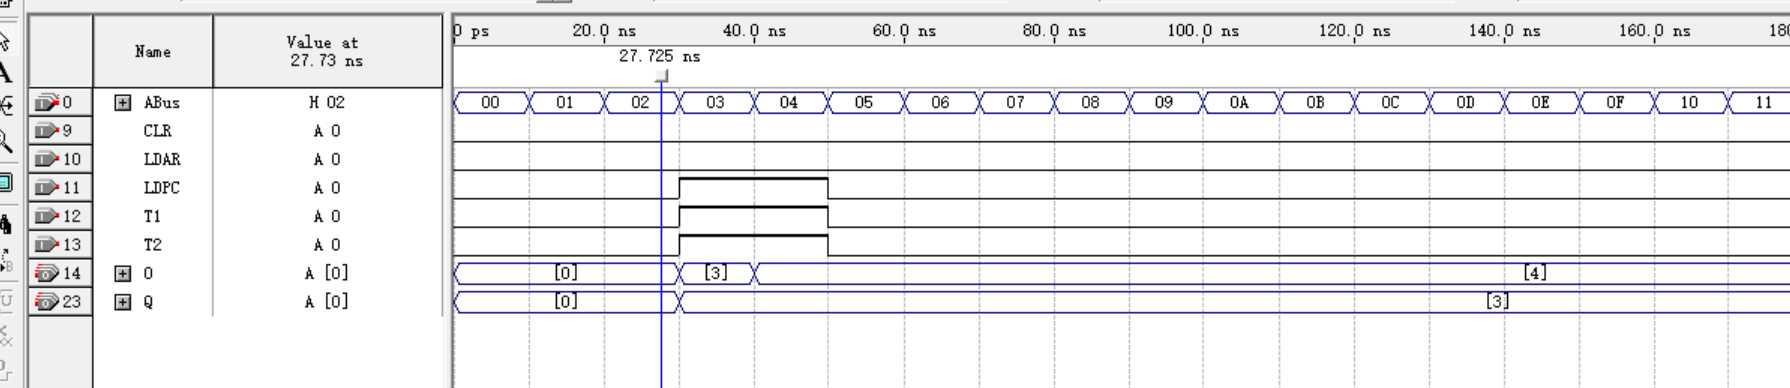 0 ps 20.0 ns 40.0 ns 60.0 ns 80.0 ns 100.0 ns 120.0 ns 140.0 ns 160.0 ns 180
Name
Value at
27.73 ns
27.725 ns
0 ABus H 02 00 01 02 03 04 05 06 07 08 09 0A 0B 0C 0D 0E 0F 10 11
9 CLR A 0
10 LDAR A 0
11 LDPC A 0
12 T1 A 0
13 T2 A 0
14 O A [0] [0] [3] [4]
23 Q A [0] [0] [3]
A